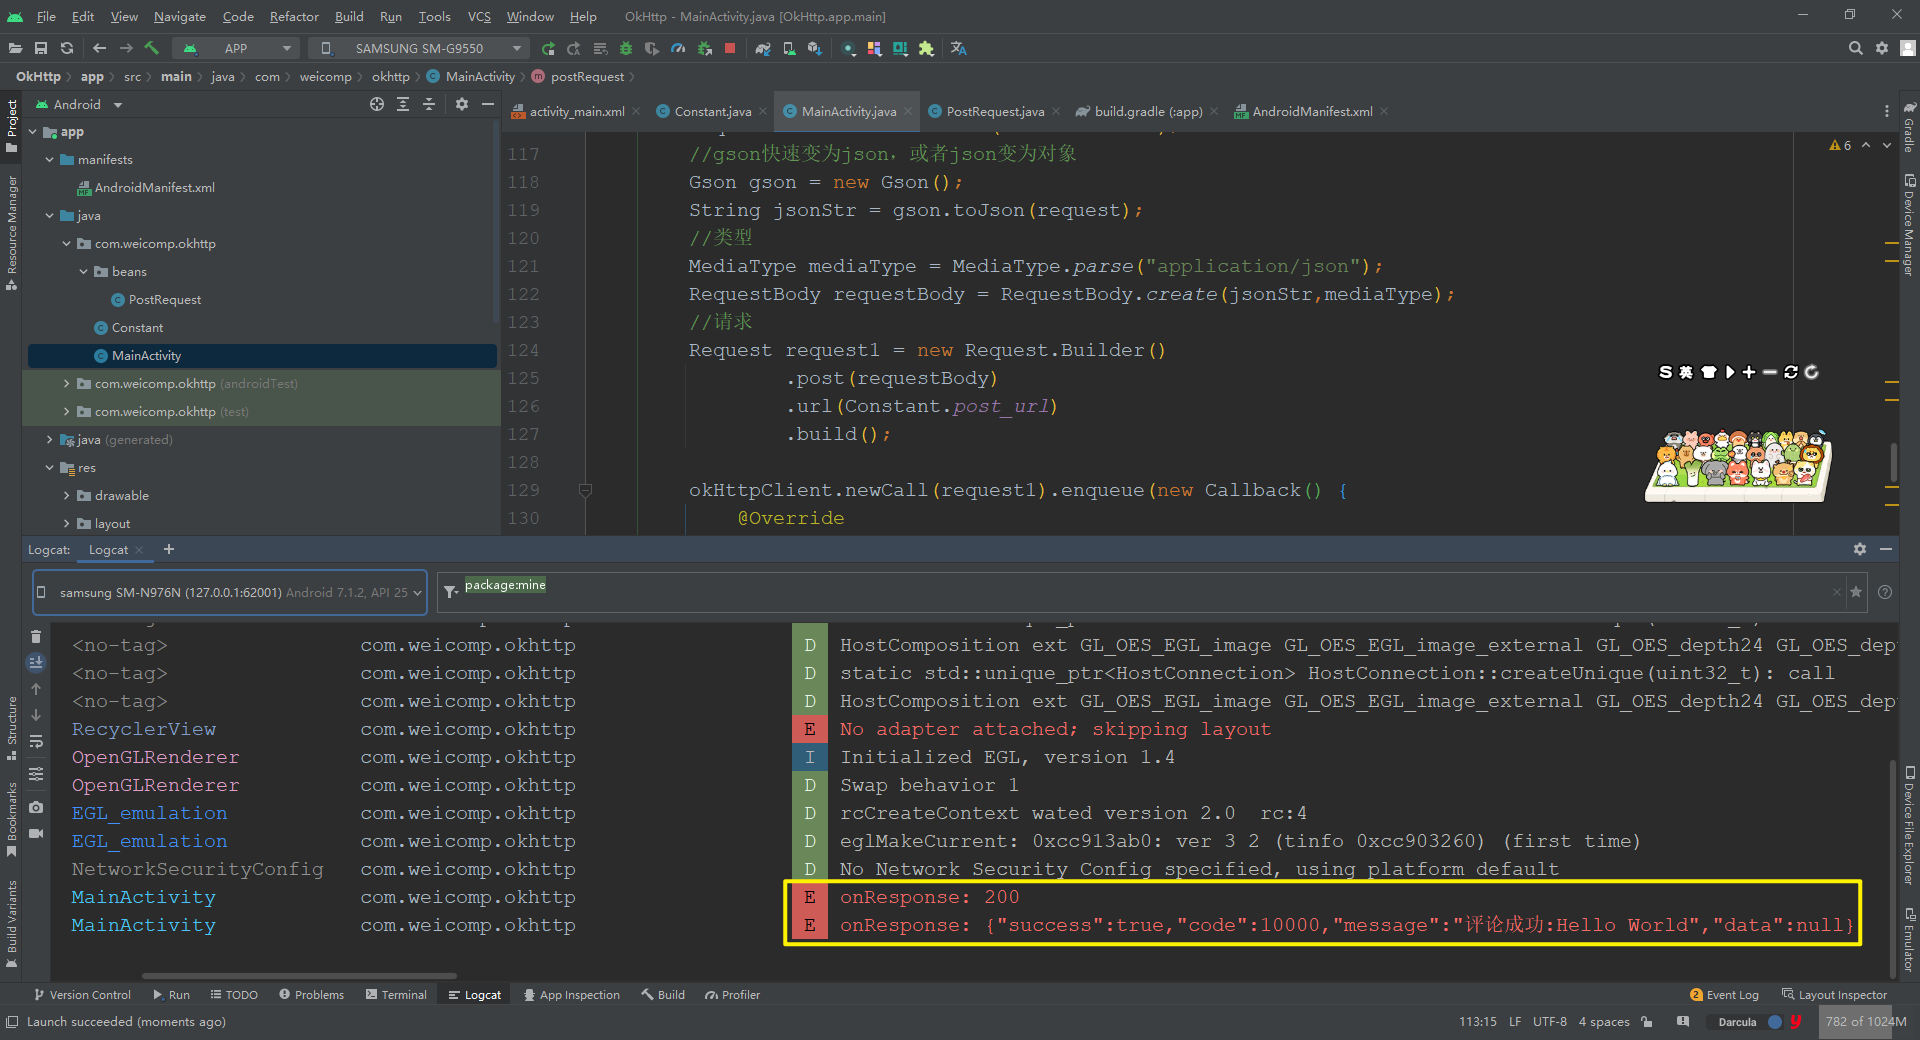 File Edit View Navigate Code Refactor Build Run Tools VCS Window Help OkHttp - MainActivity.java [OkHttp.app.main]
APP SAMSUNG SM-G9550
OkHttp app src main java com weicomp okhttp MainActivity postRequest
Android
activity_main.xml Constant.java MainActivity.java PostRequest.java build.gradle (:app) AndroidManifest.xml
Project
Resource Manager
Structure
Bookmarks
Build Variants
app
manifests
AndroidManifest.xml
java
com.weicomp.okhttp
beans
PostRequest
Constant
MainActivity
com.weicomp.okhttp (androidTest)
com.weicomp.okhttp (test)
java (generated)
res
drawable
layout
6
117 //gson快速变为json，或者json变为对象
118 Gson gson = new Gson();
119 String jsonStr = gson.toJson(request);
120 //类型
121 MediaType mediaType = MediaType.parse("application/json");
122 RequestBody requestBody = RequestBody.create(jsonStr,mediaType);
123 //请求
124 Request request1 = new Request.Builder()
125 .post(requestBody)
126 .url(Constant.post_url)
127 .build();
128
129 okHttpClient.newCall(request1).enqueue(new Callback() {
130 @Override
S 英
Gradle
Device Manager
Device File Explorer
Emulator
Logcat: Logcat
samsung SM-N976N (127.0.0.1:62001) Android 7.1.2, API 25 package:mine
<no-tag> com.weicomp.okhttp D HostComposition ext GL_OES_EGL_image GL_OES_EGL_image_external GL_OES_depth24 GL_OES_dep
<no-tag> com.weicomp.okhttp D static std::unique_ptr<HostConnection> HostConnection::createUnique(uint32_t): call
<no-tag> com.weicomp.okhttp D HostComposition ext GL_OES_EGL_image GL_OES_EGL_image_external GL_OES_depth24 GL_OES_dep
RecyclerView com.weicomp.okhttp E No adapter attached; skipping layout
OpenGLRenderer com.weicomp.okhttp I Initialized EGL, version 1.4
OpenGLRenderer com.weicomp.okhttp D Swap behavior 1
EGL_emulation com.weicomp.okhttp D rcCreateContext wated version 2.0 rc:4
EGL_emulation com.weicomp.okhttp D eglMakeCurrent: 0xcc913ab0: ver 3 2 (tinfo 0xcc903260) (first time)
NetworkSecurityConfig com.weicomp.okhttp D No Network Security Config specified, using platform default
MainActivity com.weicomp.okhttp E onResponse: 200
MainActivity com.weicomp.okhttp E onResponse: {"success":true,"code":10000,"message":"评论成功:Hello World","data":null}
Version Control Run TODO Problems Terminal Logcat App Inspection Build Profiler 2 Event Log Layout Inspector
Launch succeeded (moments ago) 113:15 LF UTF-8 4 spaces Darcula y 782 of 1024M